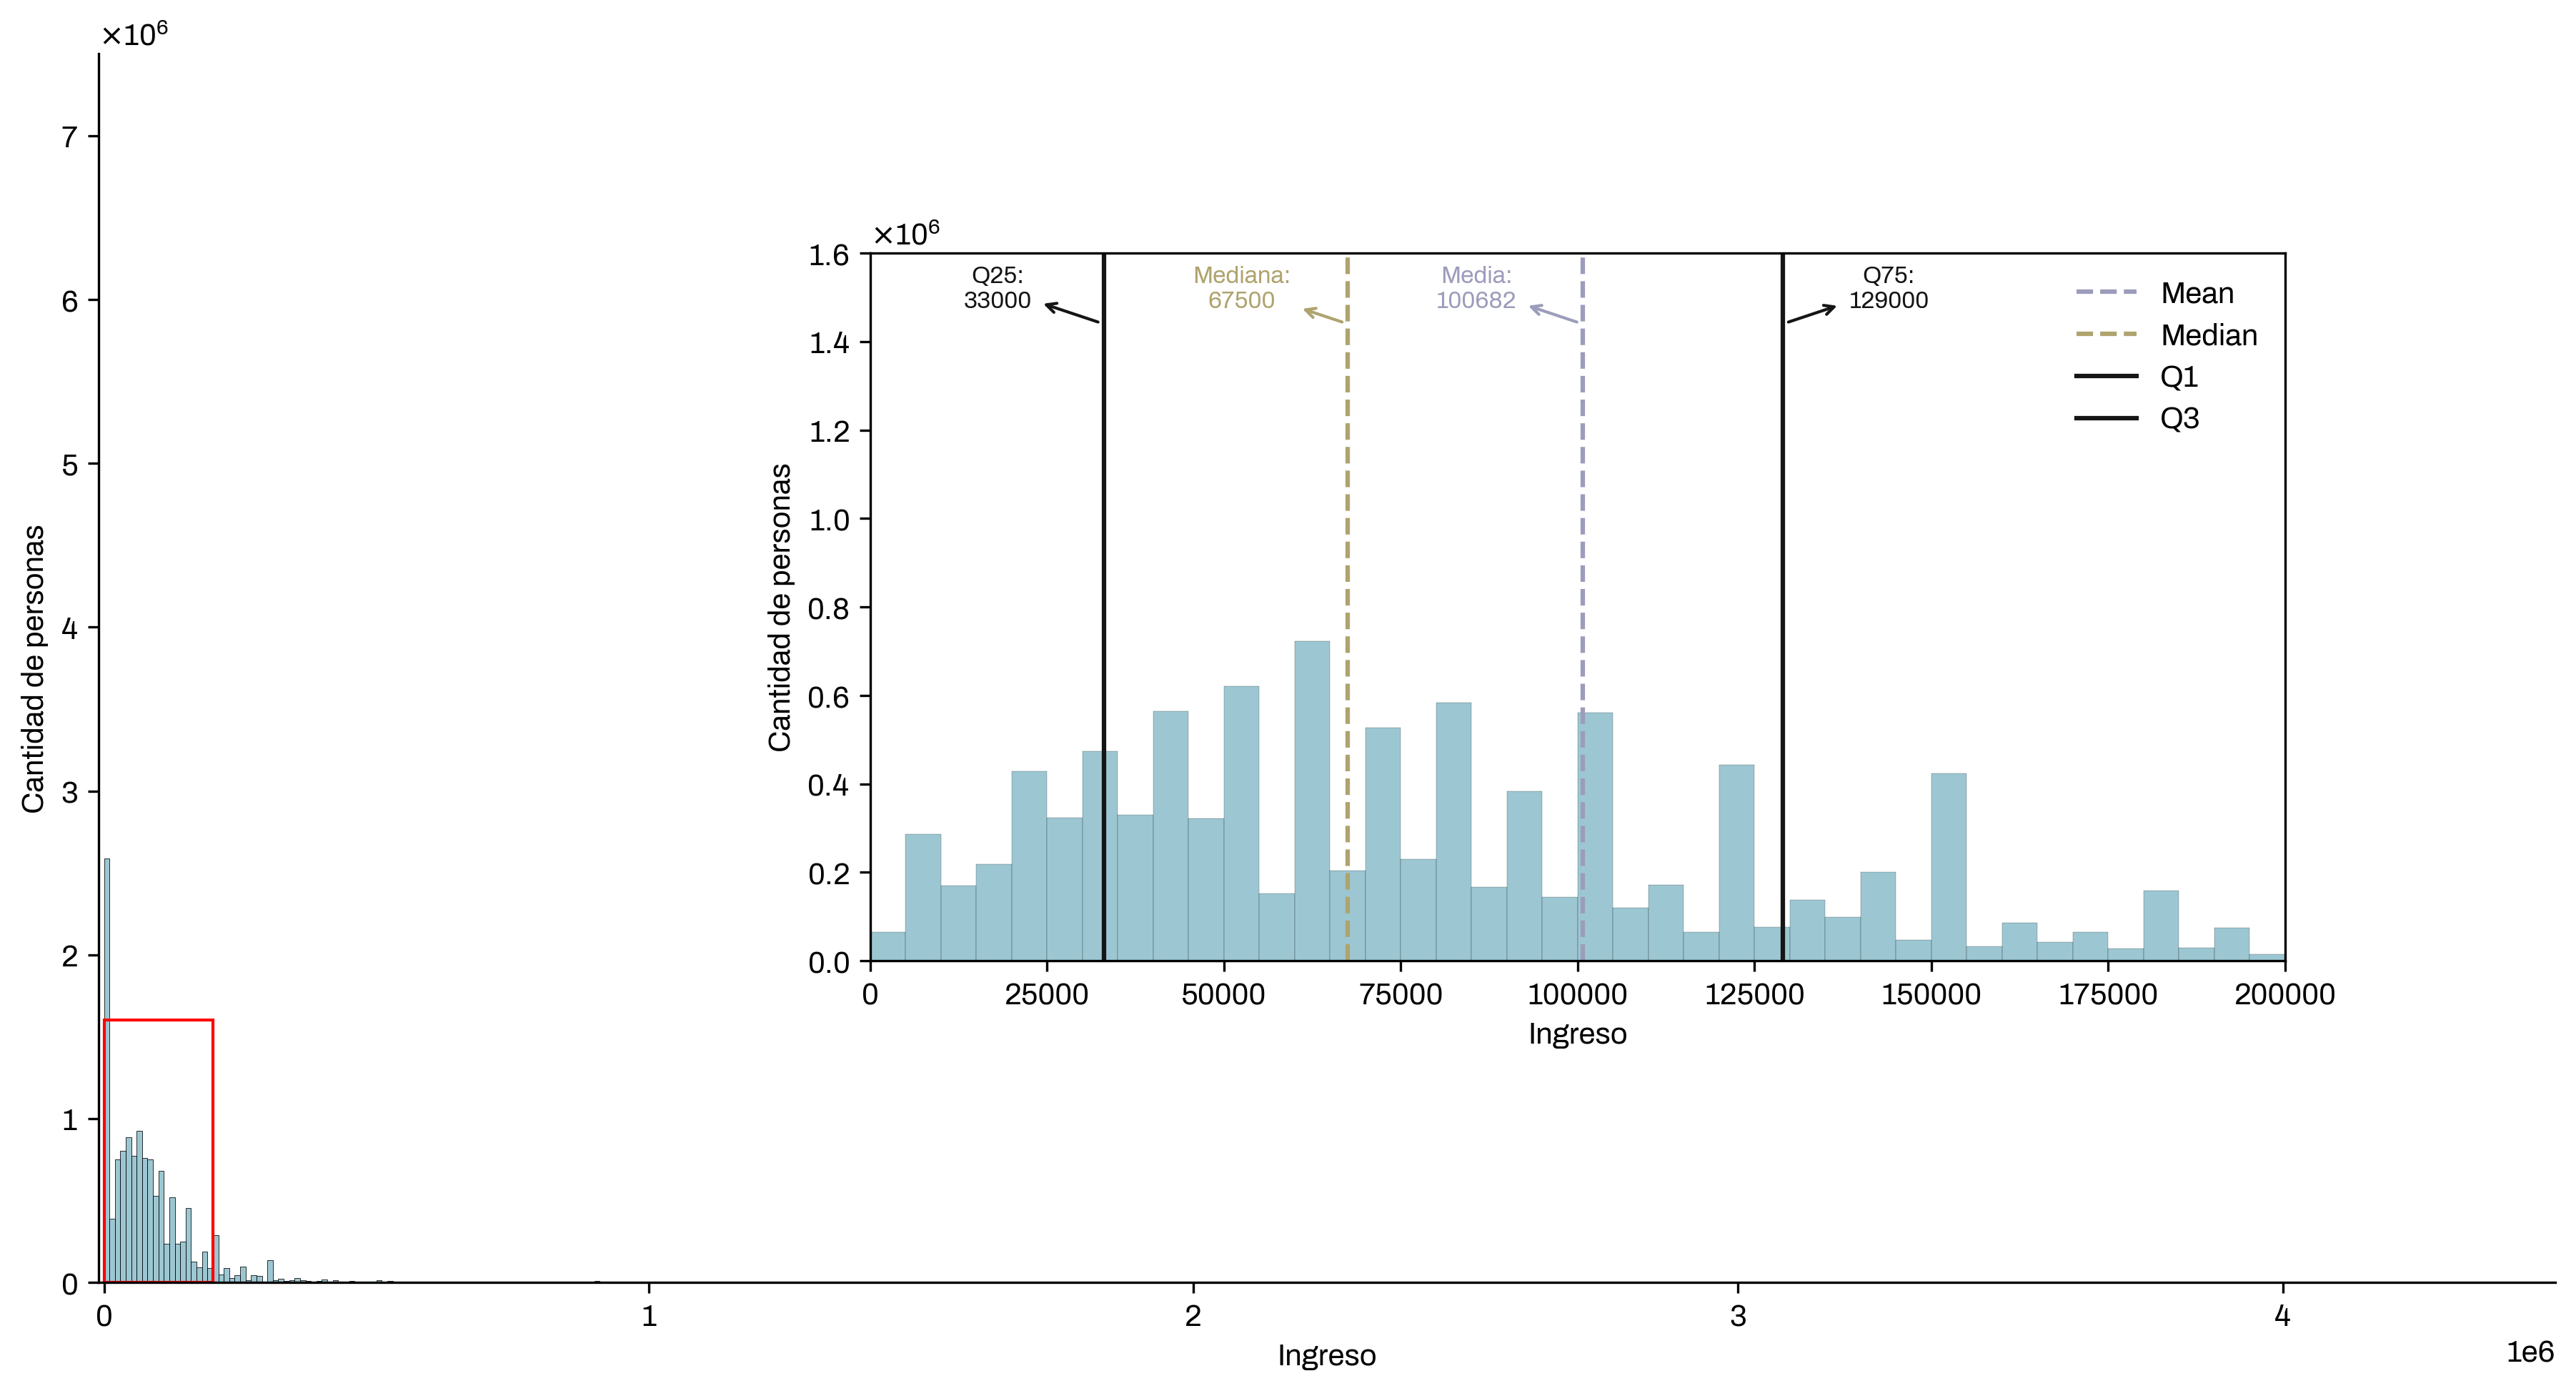 ×10⁶
7
6
5
4
3
2
1
0
Cantidad de personas
0
1
2
3
4
1e6
Ingreso
×10⁶
1.6
1.4
1.2
1.0
0.8
0.6
0.4
0.2
0.0
Cantidad de personas
Q25:
33000
Mediana:
67500
Media:
100682
Q75:
129000
Mean
Median
Q1
Q3
0
25000
50000
75000
100000
125000
150000
175000
200000
Ingreso